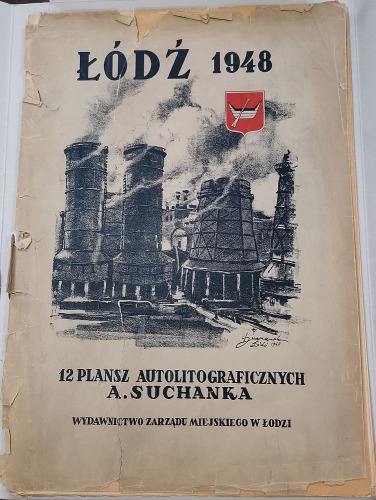 ŁÓDŹ 1948
12 PLANSZ AUTOLITOGRAFICZNYCH
A. SUCHANKA
WYDAWNICTWO ZARZĄDU MIEJSKIEGO W ŁODZI